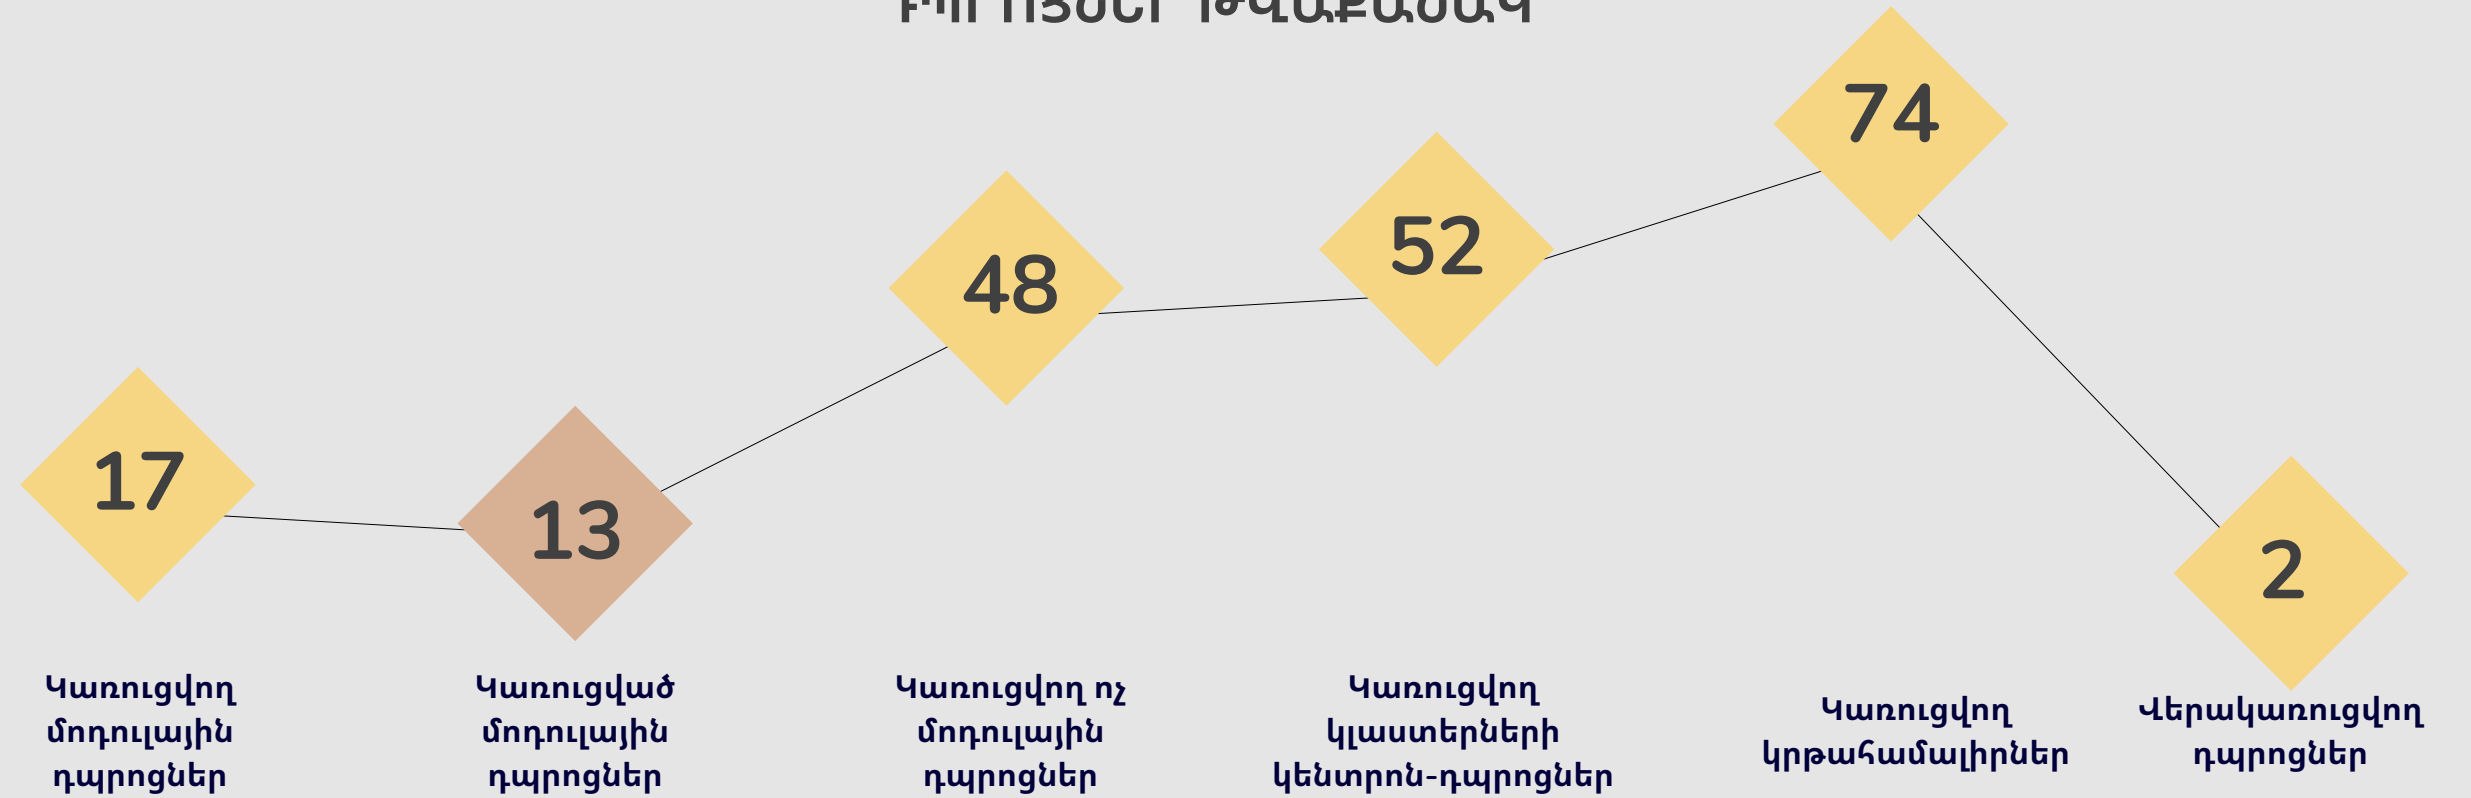 17
13
48
52
74
2
Կառուցվող
մոդուլային
դպրոցներ
Կառուցված
մոդուլային
դպրոցներ
Կառուցվող ոչ
մոդուլային
դպրոցներ
Կառուցվող
կլաստերների
կենտրոն-դպրոցներ
Կառուցվող
կրթահամալիրներ
Վերակառուցվող
դպրոցներ